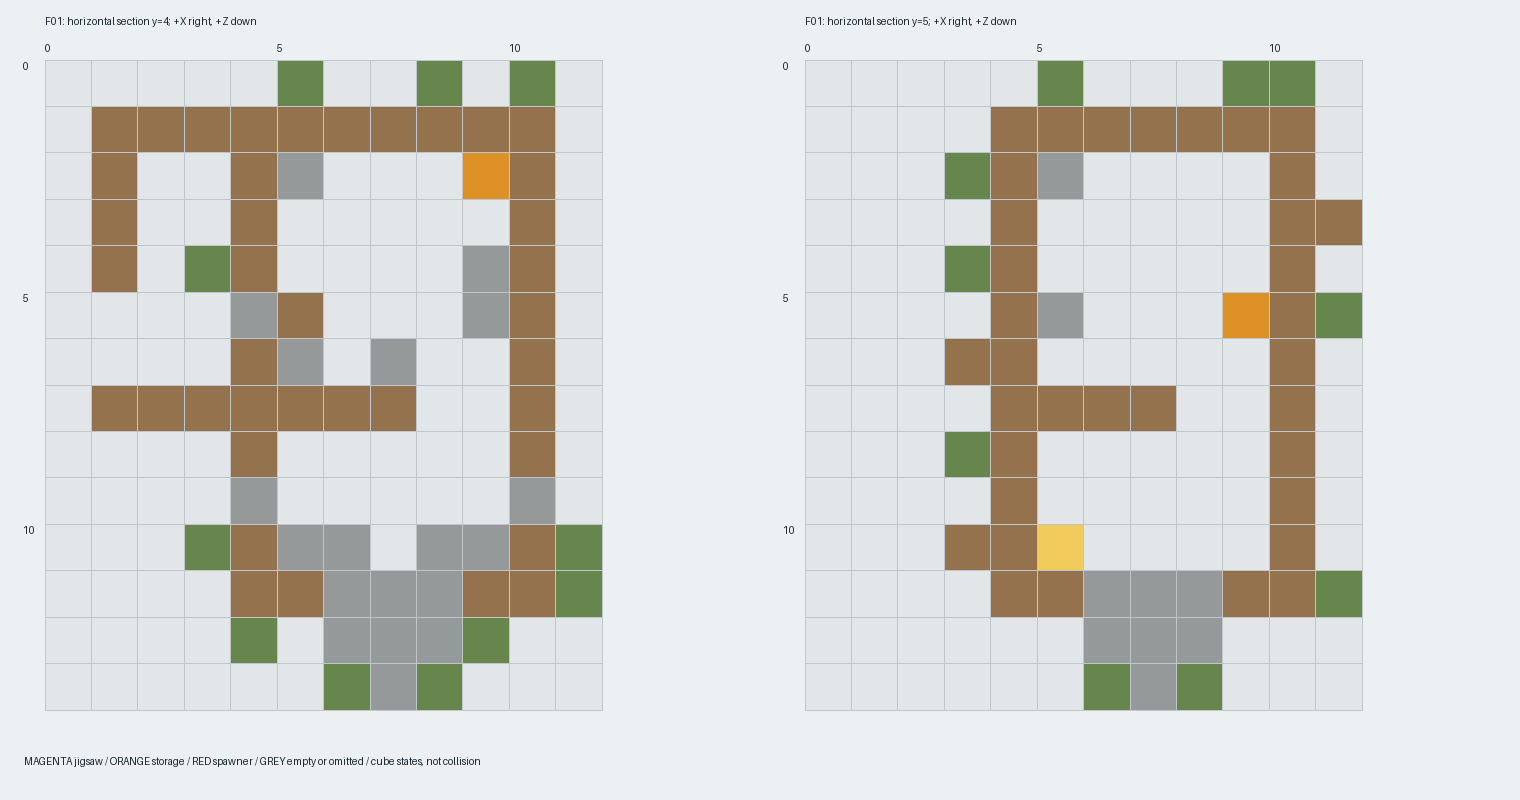 F01: horizontal section y=4; +X right, +Z down
F01: horizontal section y=5; +X right, +Z down
0 5 10
0 5 10
0 0
5 5
10 10
MAGENTA jigsaw / ORANGE storage / RED spawner / GREY empty or omitted / cube states, not collision